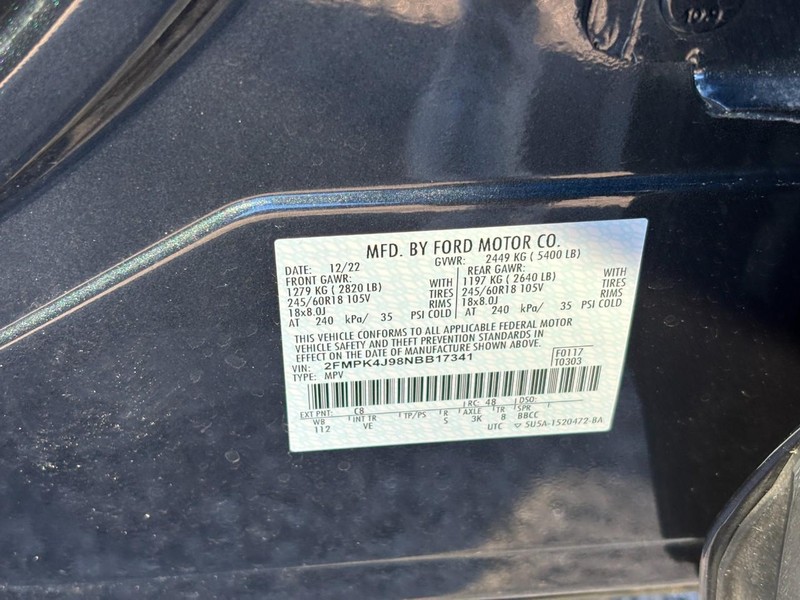 10.9
MFD. BY FORD MOTOR CO.
DATE: 12/22 GVWR: 2449 KG ( 5400 LB)
FRONT GAWR: REAR GAWR:
1279 KG ( 2820 LB) WITH 1197 KG ( 2640 LB) WITH
245/60R18 105V TIRES 245/60R18 105V TIRES
18x8.0J RIMS 18x8.0J RIMS
AT 240 kPa/ 35 PSI COLD AT 240 kPa/ 35 PSI COLD
THIS VEHICLE CONFORMS TO ALL APPLICABLE FEDERAL MOTOR
VEHICLE SAFETY AND THEFT PREVENTION STANDARDS IN
EFFECT ON THE DATE OF MANUFACTURE SHOWN ABOVE.
VIN: 2FMPK4J98NBB17341 F0117
TYPE: MPV T0303
EXT PNT: C8 RC: 48 DSO:
WB INT TR TP/PS R AXLE TR SPR
112 VE S 3K 8 BBCC
UTC 5U5A-1520472-BA